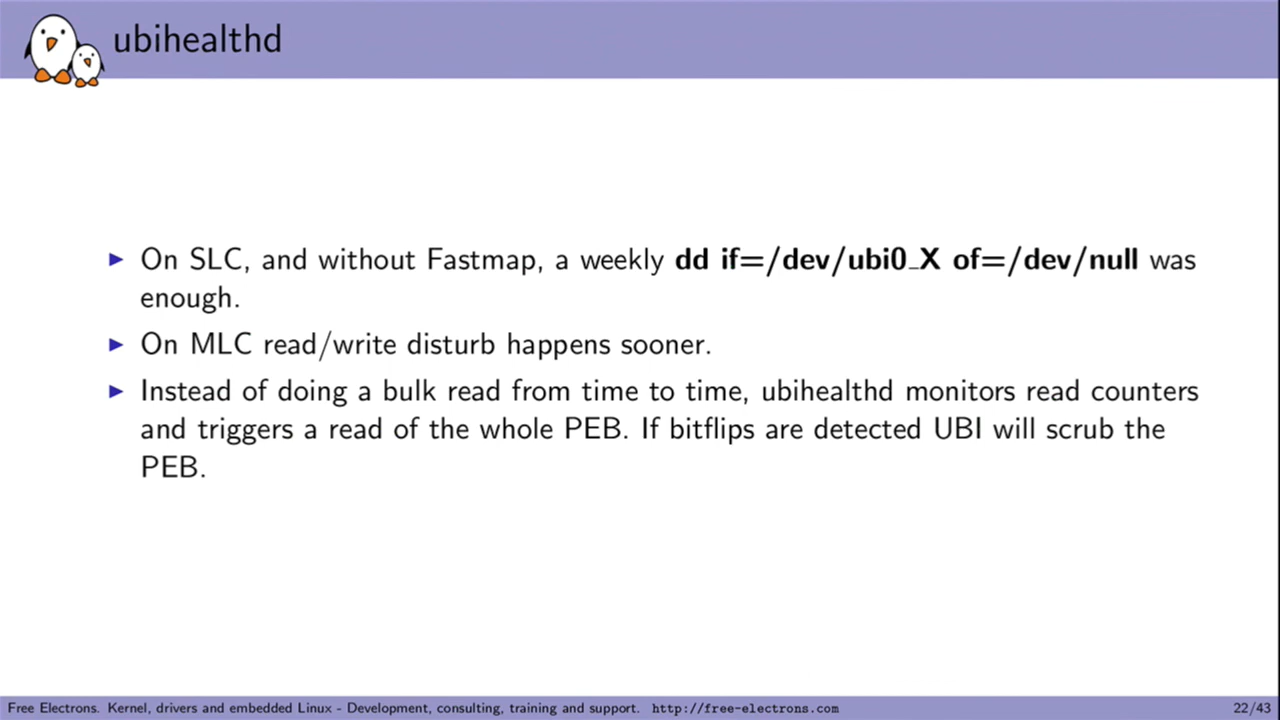 ubihealthd
▶ On SLC, and without Fastmap, a weekly dd if=/dev/ubi0_X of=/dev/null was
enough.
▶ On MLC read/write disturb happens sooner.
▶ Instead of doing a bulk read from time to time, ubihealthd monitors read counters
and triggers a read of the whole PEB. If bitflips are detected UBI will scrub the
PEB.
Free Electrons. Kernel, drivers and embedded Linux - Development, consulting, training and support. http://free-electrons.com 22/43